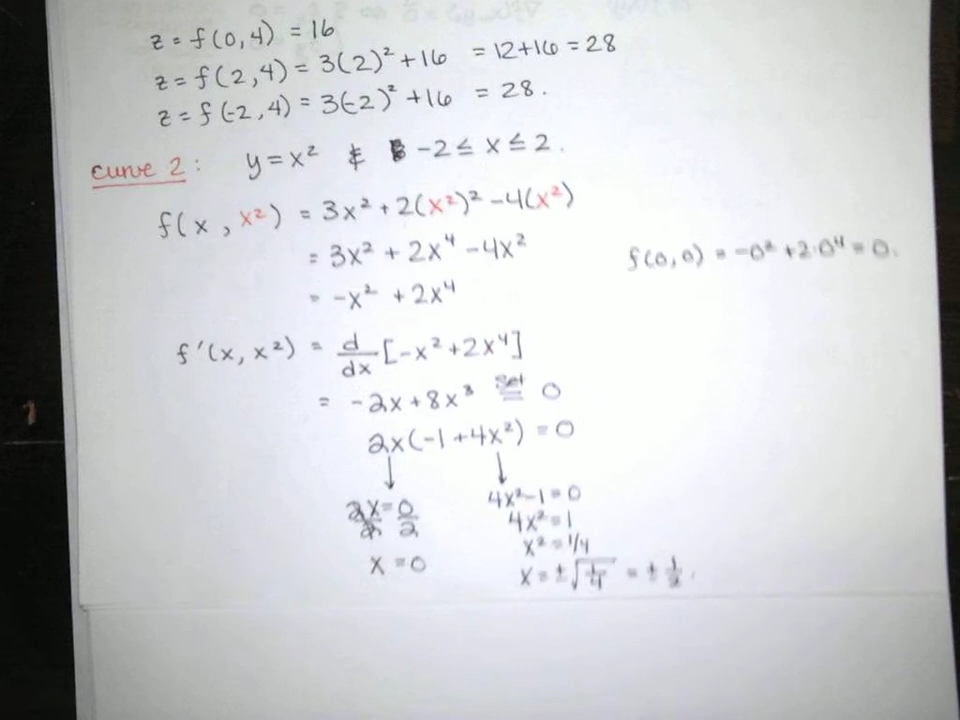 z = f(0,4) = 16
z = f(2,4) = 3(2)² + 16 = 12+16 = 28
z = f(-2,4) = 3(-2)² + 16 = 28.
curve 2: y = x² & -2 ≤ x ≤ 2.
f(x, x²) = 3x² + 2(x²)² - 4(x²)
= 3x² + 2x⁴ - 4x²
f(0,0) = -0² + 2·0⁴ = 0.
= -x² + 2x⁴
f'(x, x²) = d/dx [-x² + 2x⁴]
= -2x + 8x³ set = 0
2x(-1 + 4x²) = 0
↓ ↓
2x/2 = 0/2 4x² - 1 = 0
4x² = 1
x² = 1/4
x = 0 x = ±√1/4 = ± 1/2.